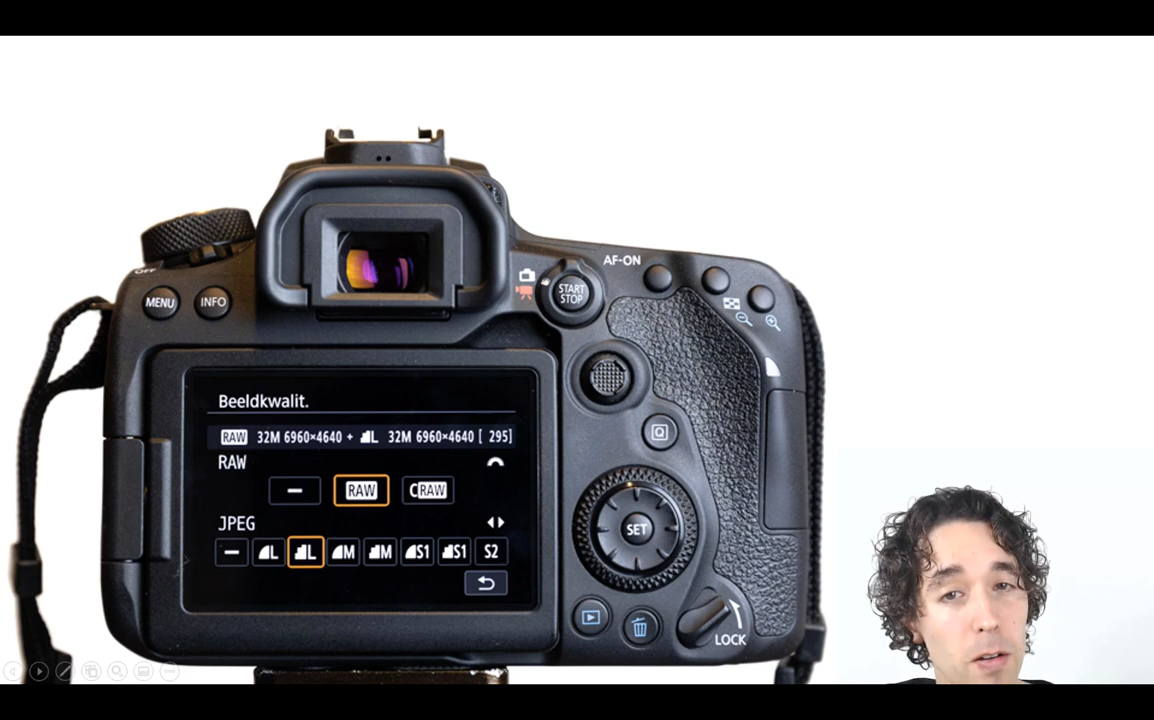 OFF
MENU INFO
AF-ON
START
STOP
Beeldkwalit.
RAW 32M 6960×4640 + L 32M 6960×4640 [ 295]
RAW
— RAW CRAW
JPEG
— L L M M S1 S1 S2
Q
SET
LOCK